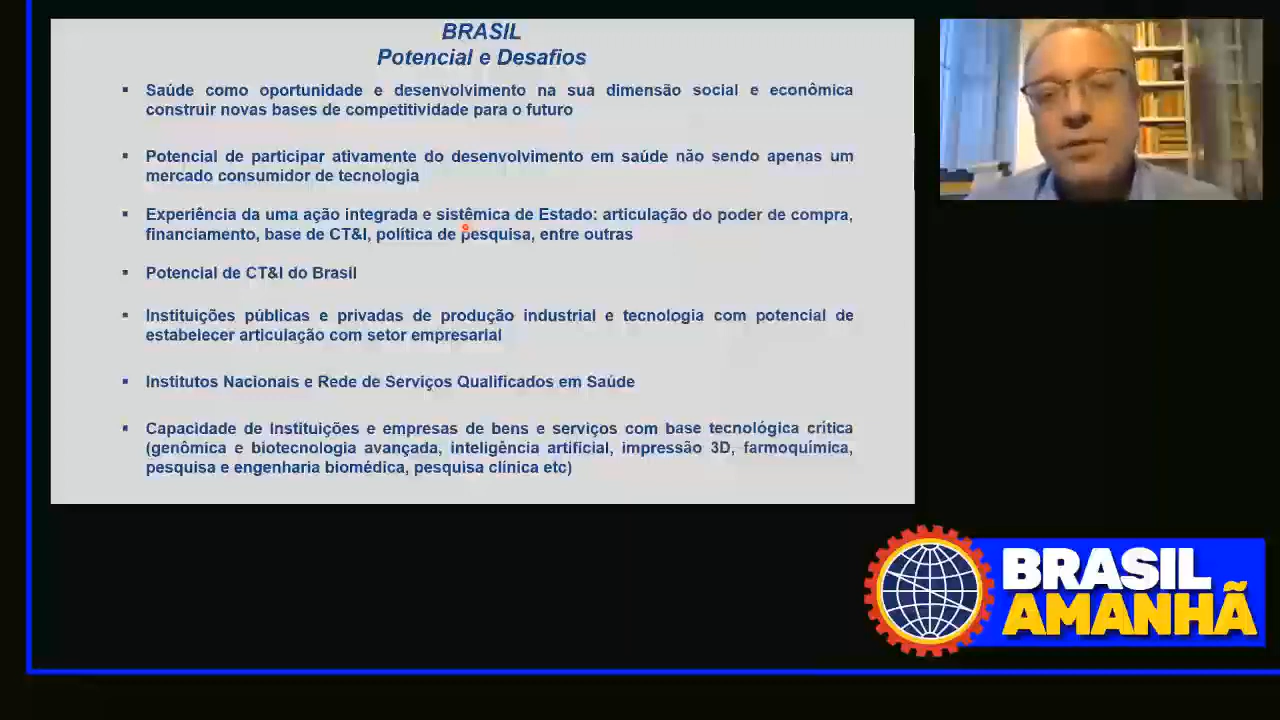 BRASIL
Potencial e Desafios
▪ Saúde como oportunidade e desenvolvimento na sua dimensão social e econômica
construir novas bases de competitividade para o futuro
▪ Potencial de participar ativamente do desenvolvimento em saúde não sendo apenas um
mercado consumidor de tecnologia
▪ Experiência da uma ação integrada e sistêmica de Estado: articulação do poder de compra,
financiamento, base de CT&I, política de pesquisa, entre outras
▪ Potencial de CT&I do Brasil
▪ Instituições públicas e privadas de produção industrial e tecnologia com potencial de
estabelecer articulação com setor empresarial
▪ Institutos Nacionais e Rede de Serviços Qualificados em Saúde
▪ Capacidade de Instituições e empresas de bens e serviços com base tecnológica crítica
(genômica e biotecnologia avançada, inteligência artificial, impressão 3D, farmoquímica,
pesquisa e engenharia biomédica, pesquisa clínica etc)
BRASIL
AMANHÃ